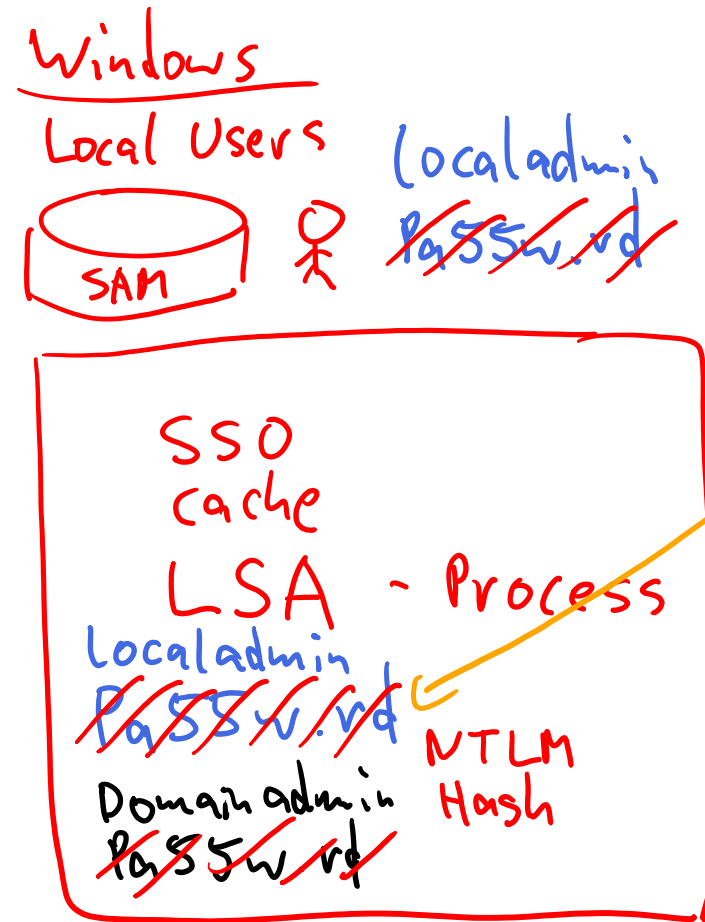 Windows
Local Users
Localadmin
Pa55w.rd
SAM
SSO
cache
LSA - Process
Localadmin
Pa55w.rd
NTLM
Hash
Domainadmin
Pa55w.rd